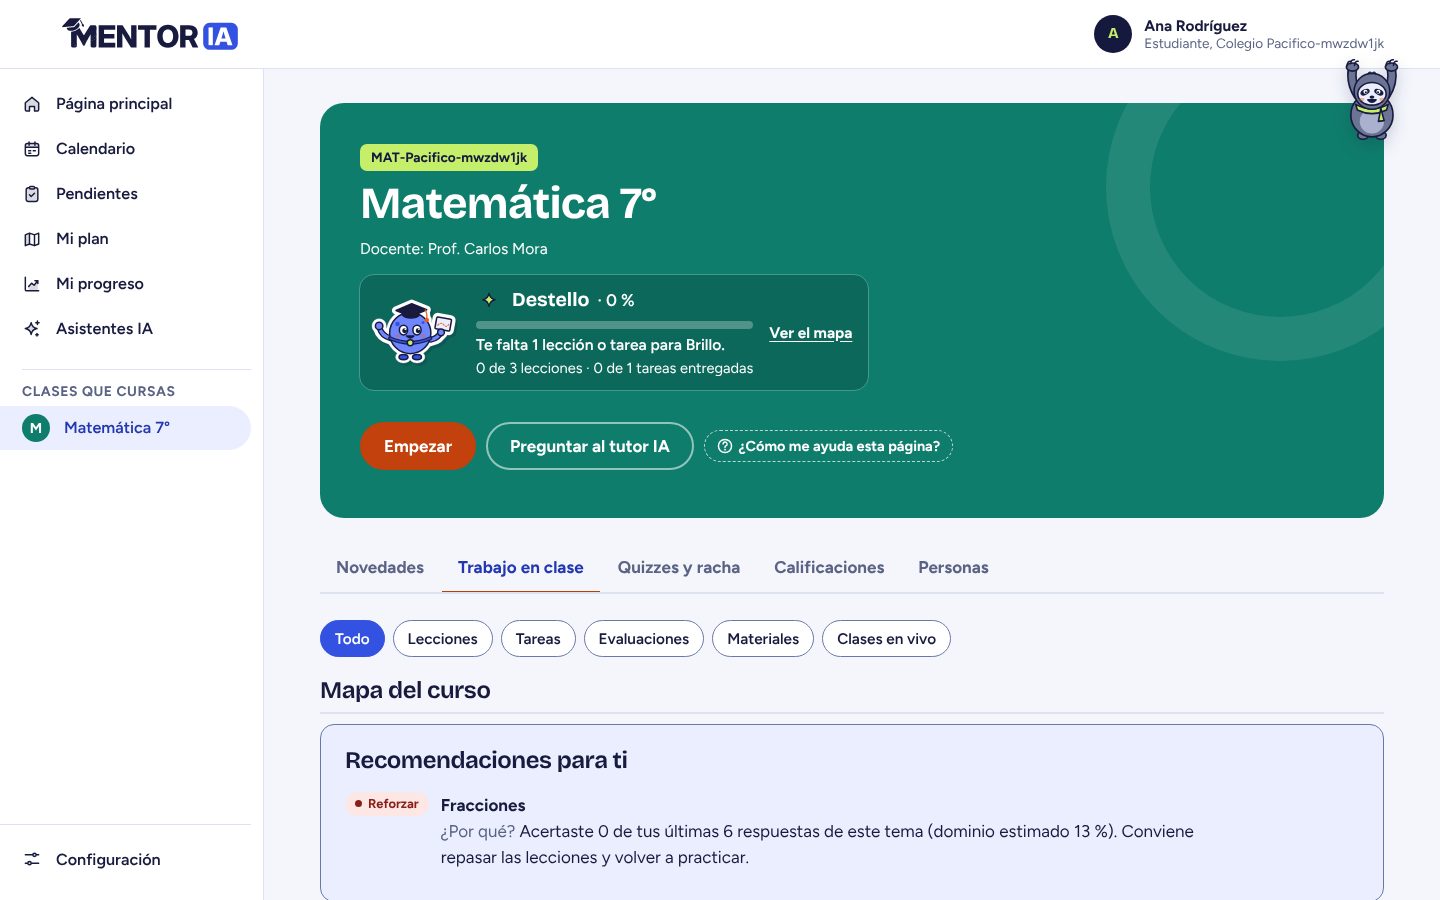 MENTOR IA
A
Ana Rodríguez
Estudiante, Colegio Pacifico-mwzdw1jk
Página principal
Calendario
Pendientes
Mi plan
Mi progreso
Asistentes IA
CLASES QUE CURSAS
M Matemática 7°
Configuración
MAT-Pacifico-mwzdw1jk
Matemática 7°
Docente: Prof. Carlos Mora
Destello · 0 %
Te falta 1 lección o tarea para Brillo.
0 de 3 lecciones · 0 de 1 tareas entregadas
Ver el mapa
Empezar
Preguntar al tutor IA
¿Cómo me ayuda esta página?
Novedades
Trabajo en clase
Quizzes y racha
Calificaciones
Personas
Todo
Lecciones
Tareas
Evaluaciones
Materiales
Clases en vivo
Mapa del curso
Recomendaciones para ti
Reforzar
Fracciones
¿Por qué? Acertaste 0 de tus últimas 6 respuestas de este tema (dominio estimado 13 %). Conviene
repasar las lecciones y volver a practicar.